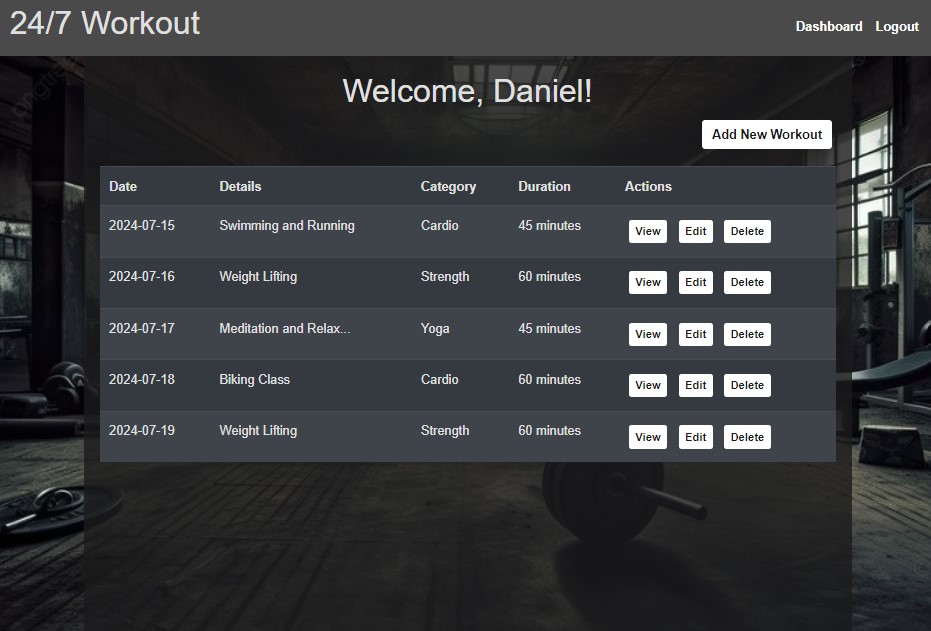 24/7 Workout
Dashboard Logout
Welcome, Daniel!
Add New Workout
Date Details Category Duration Actions
2024-07-15 Swimming and Running Cardio 45 minutes View Edit Delete
2024-07-16 Weight Lifting Strength 60 minutes View Edit Delete
2024-07-17 Meditation and Relax... Yoga 45 minutes View Edit Delete
2024-07-18 Biking Class Cardio 60 minutes View Edit Delete
2024-07-19 Weight Lifting Strength 60 minutes View Edit Delete